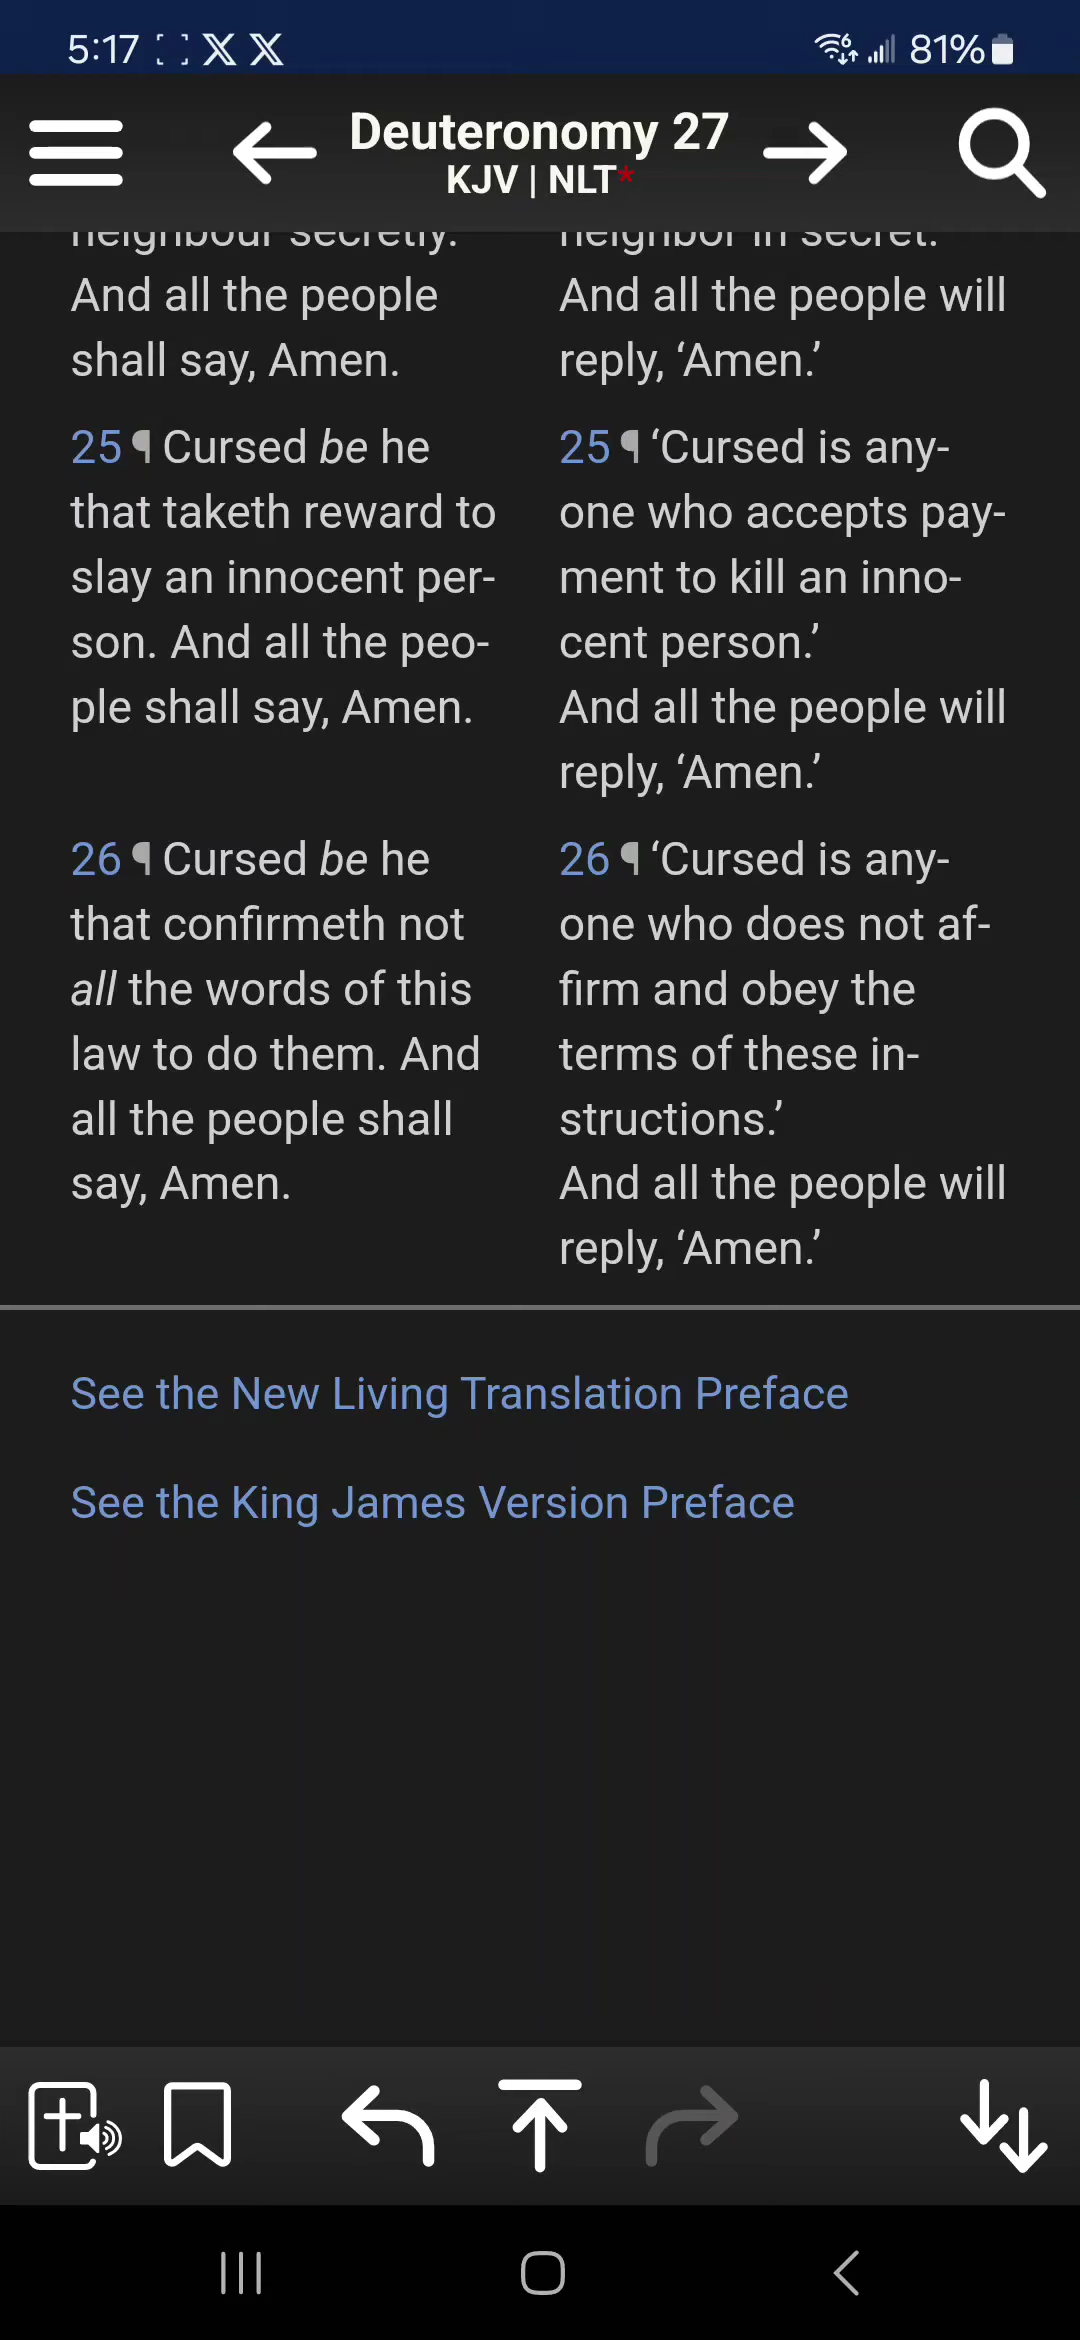 5:17
81%
Deuteronomy 27
KJV | NLT*
neighbour secretly.
And all the people
shall say, Amen.
25 ¶ Cursed be he
that taketh reward to
slay an innocent per-
son. And all the peo-
ple shall say, Amen.
26 ¶ Cursed be he
that confirmeth not
all the words of this
law to do them. And
all the people shall
say, Amen.
neighbor in secret.’
And all the people will
reply, ‘Amen.’
25 ¶ ‘Cursed is any-
one who accepts pay-
ment to kill an inno-
cent person.’
And all the people will
reply, ‘Amen.’
26 ¶ ‘Cursed is any-
one who does not af-
firm and obey the
terms of these in-
structions.’
And all the people will
reply, ‘Amen.’
See the New Living Translation Preface
See the King James Version Preface